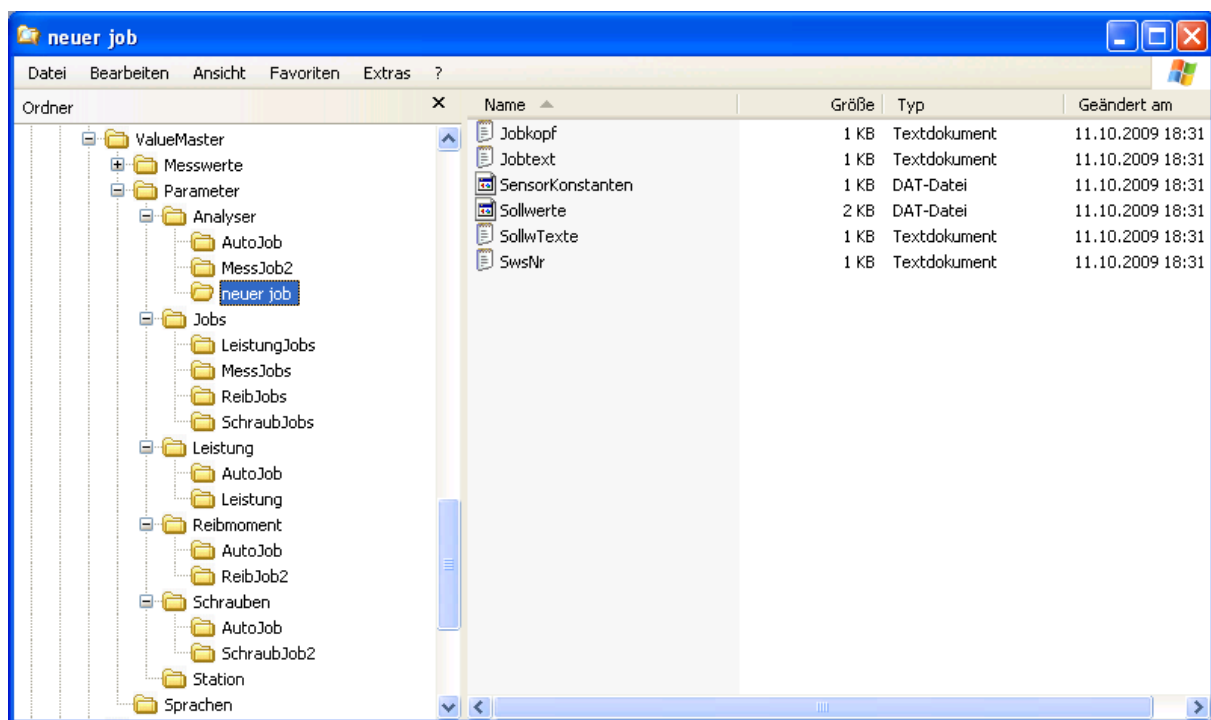 neuer job
Datei Bearbeiten Ansicht Favoriten Extras ?
Ordner
ValueMaster
Messwerte
Parameter
Analyser
AutoJob
MessJob2
neuer job
Jobs
LeistungJobs
MessJobs
ReibJobs
SchraubJobs
Leistung
AutoJob
Leistung
Reibmoment
AutoJob
ReibJob2
Schrauben
AutoJob
SchraubJob2
Station
Sprachen
Name Größe Typ Geändert am
Jobkopf 1 KB Textdokument 11.10.2009 18:31
Jobtext 1 KB Textdokument 11.10.2009 18:31
SensorKonstanten 1 KB DAT-Datei 11.10.2009 18:31
Sollwerte 2 KB DAT-Datei 11.10.2009 18:31
SollwTexte 1 KB Textdokument 11.10.2009 18:31
SwsNr 1 KB Textdokument 11.10.2009 18:31